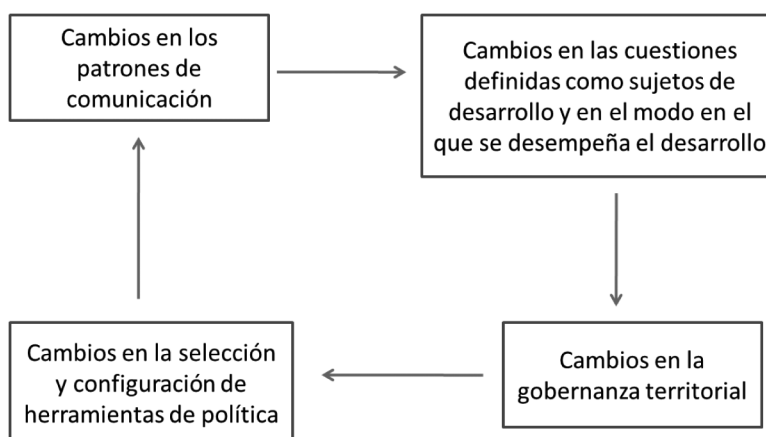 Cambios en los
patrones de
comunicación
Cambios en las cuestiones
definidas como sujetos de
desarrollo y en el modo en el
que se desempeña el desarrollo
Cambios en la selección
y configuración de
herramientas de política
Cambios en la
gobernanza territorial